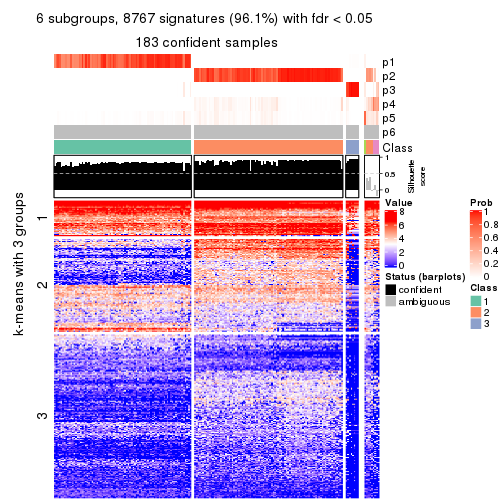 6 subgroups, 8767 signatures (96.1%) with fdr < 0.05
183 confident samples
p1
p2
p3
p4
p5
p6
Class
1
0.5
0
Silhouette
score
k-means with 3 groups
1
2
3
Value
8
6
4
2
0
Status (barplots)
confident
ambiguous
Prob
1
0.8
0.6
0.4
0.2
0
Class
1
2
3